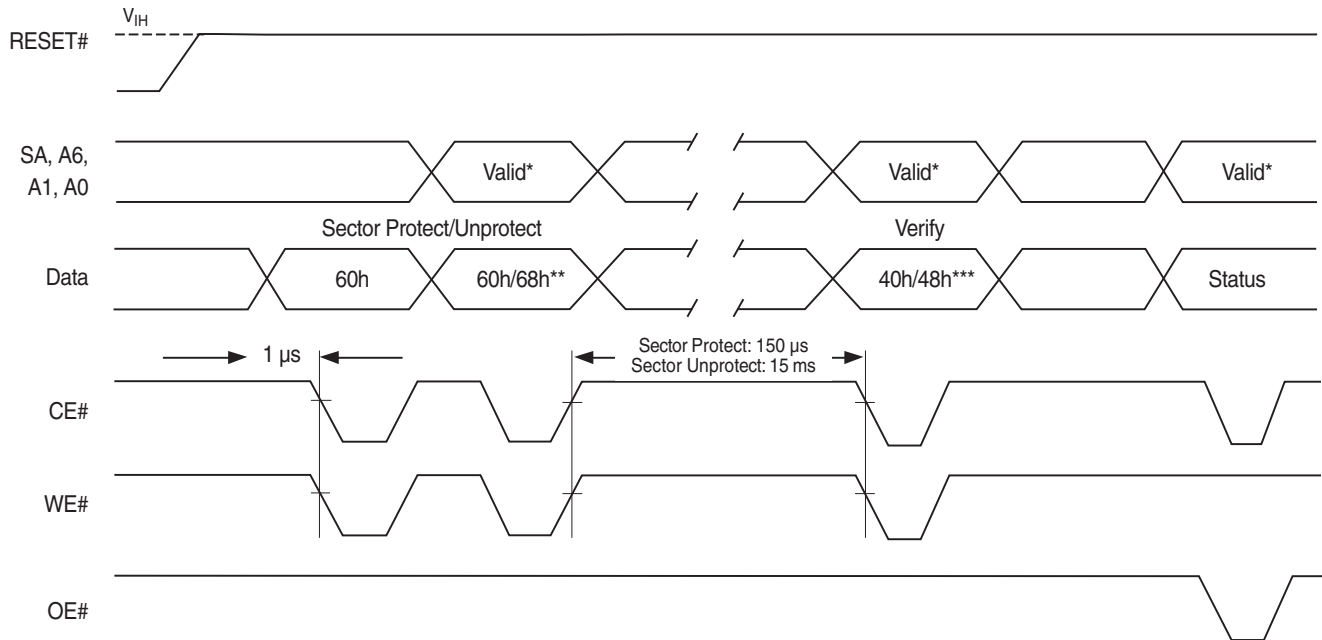 VIH
RESET#
SA, A6,
A1, A0
Valid*
Valid*
Valid*
Sector Protect/Unprotect
Verify
Data
60h
60h/68h**
40h/48h***
Status
1 µs
Sector Protect: 150 µs
Sector Unprotect: 15 ms
CE#
WE#
OE#